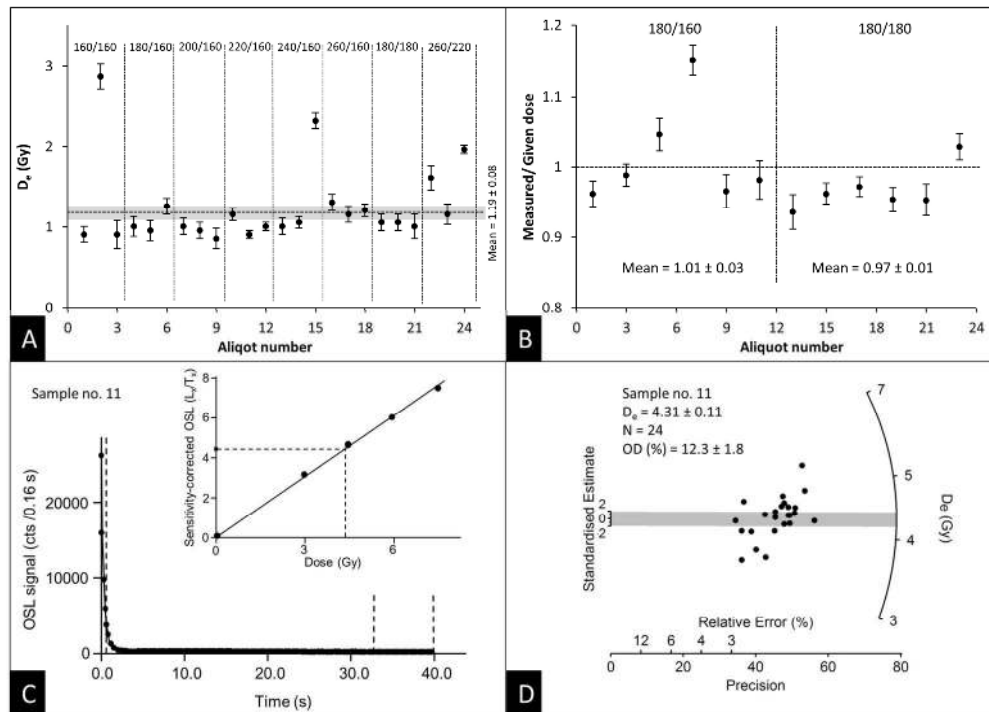 160/160 180/160 200/160 220/160 240/160 260/160 180/180 260/220
3
2
1
0
De (Gy)
Mean = 1.19 ± 0.08
0 3 6 9 12 15 18 21 24
Aliqot number
A
1.2
1.1
1
0.9
0.8
Measured/ Given dose
180/160 180/180
Mean = 1.01 ± 0.03 Mean = 0.97 ± 0.01
0 3 6 9 12 15 18 21 24
Aliquot number
B
Sample no. 11
OSL signal (cts /0.16 s)
20000
10000
0
0.0 10.0 20.0 30.0 40.0
Time (s)
Sensitivity-corrected OSL (Lx/Tx)
8
6
4
2
0
0 3 6
Dose (Gy)
C
Sample no. 11
De = 4.31 ± 0.11
N = 24
OD (%) = 12.3 ± 1.8
Standardised Estimate
2
0
2
7
5
4
3
De (Gy)
Relative Error (%)
12 6 4 3
0 20 40 60 80
Precision
D